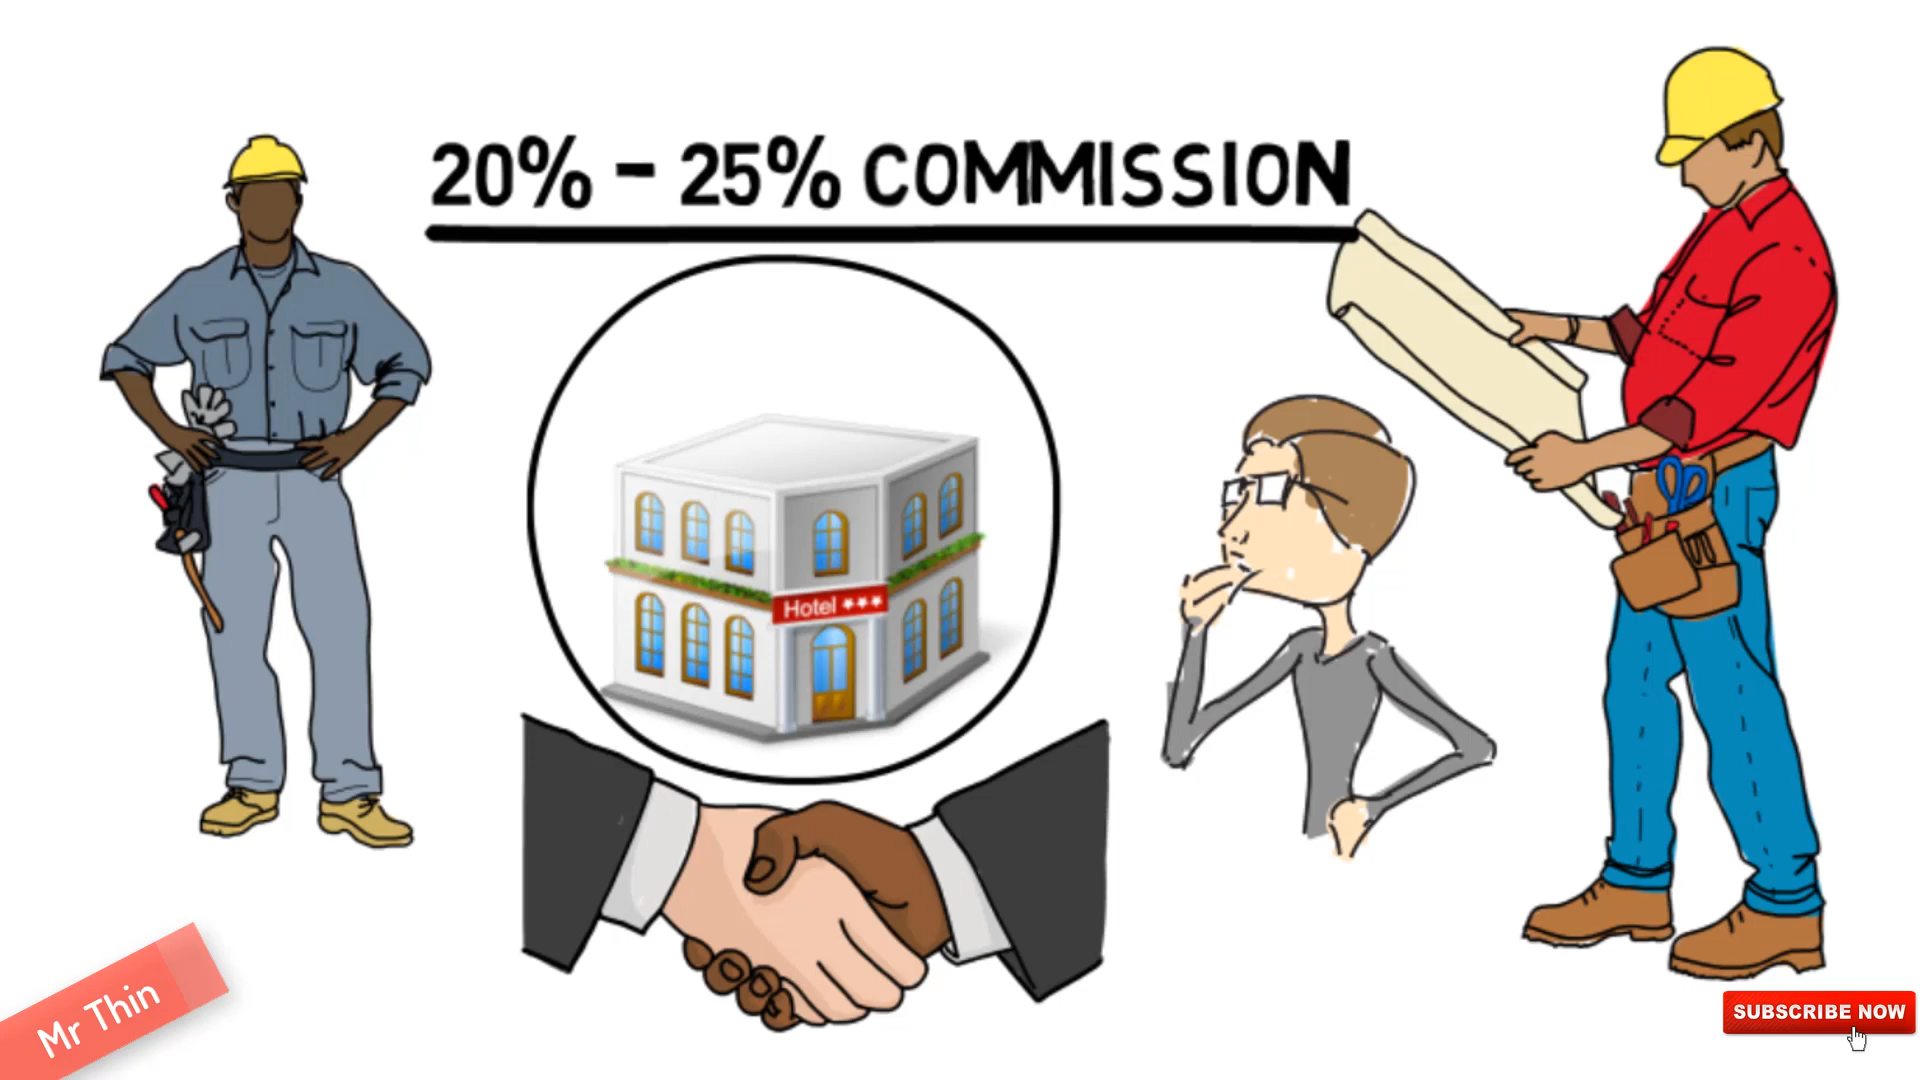 20% - 25% COMMISSION
Hotel ***
Mr Thin
SUBSCRIBE NOW